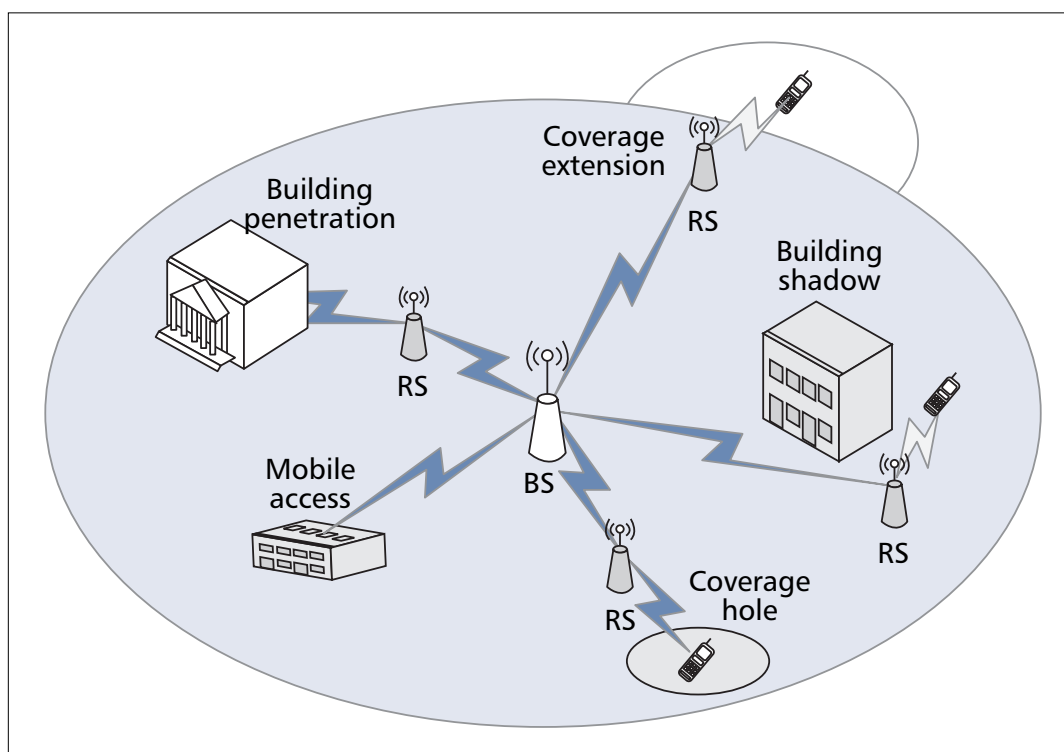 Coverage
extension
RS
Building
penetration
RS
Building
shadow
BS
Mobile
access
RS
RS
Coverage
hole